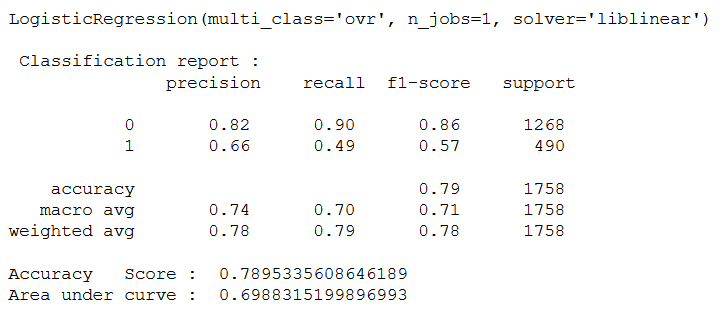 LogisticRegression(multi_class='ovr', n_jobs=1, solver='liblinear')
Classification report :
precision recall f1-score support
0 0.82 0.90 0.86 1268
1 0.66 0.49 0.57 490
accuracy 0.79 1758
macro avg 0.74 0.70 0.71 1758
weighted avg 0.78 0.79 0.78 1758
Accuracy Score : 0.7895335608646189
Area under curve : 0.6988315199896993